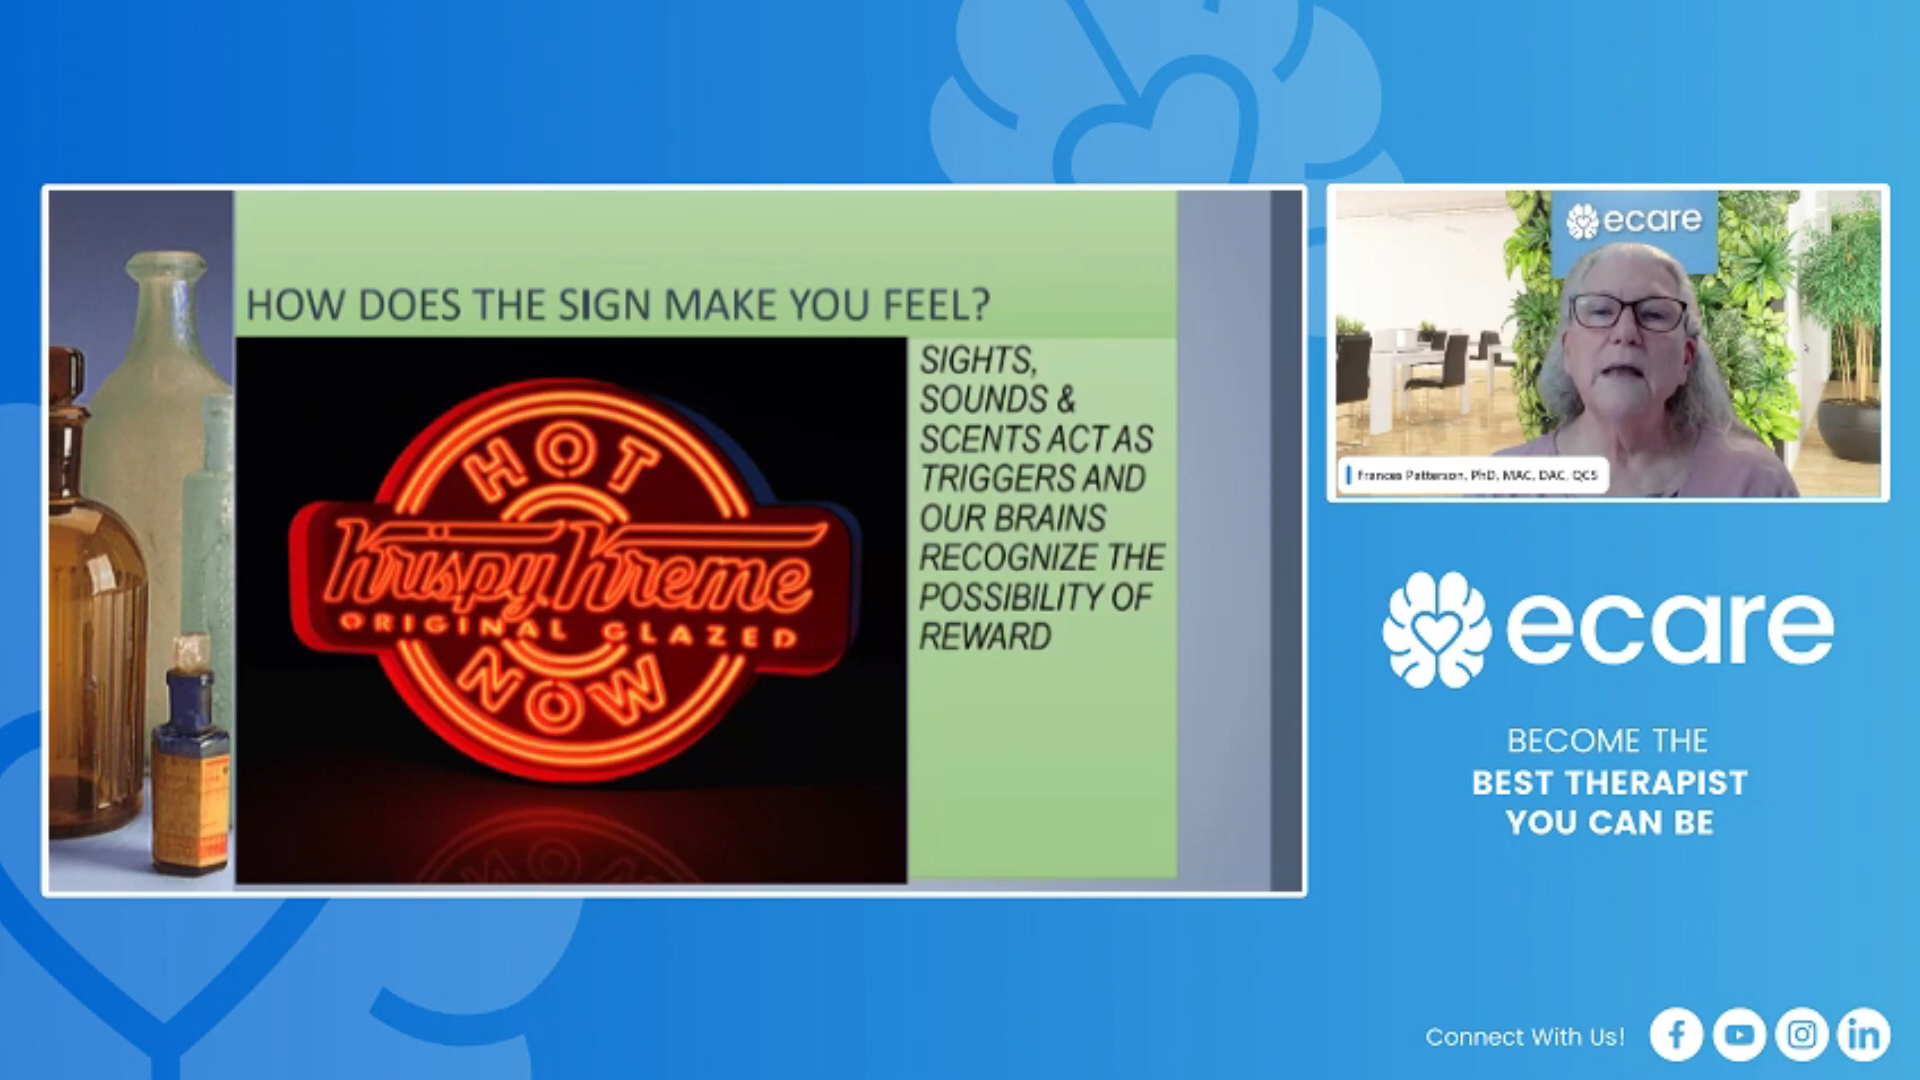 HOW DOES THE SIGN MAKE YOU FEEL?
HOT
Krispy Kreme
ORIGINAL GLAZED
NOW
SIGHTS,
SOUNDS &
SCENTS ACT AS
TRIGGERS AND
OUR BRAINS
RECOGNIZE THE
POSSIBILITY OF
REWARD
ecare
Frances Patterson, PhD, MAC, DAC, QCS
ecare
BECOME THE
BEST THERAPIST
YOU CAN BE
Connect With Us!